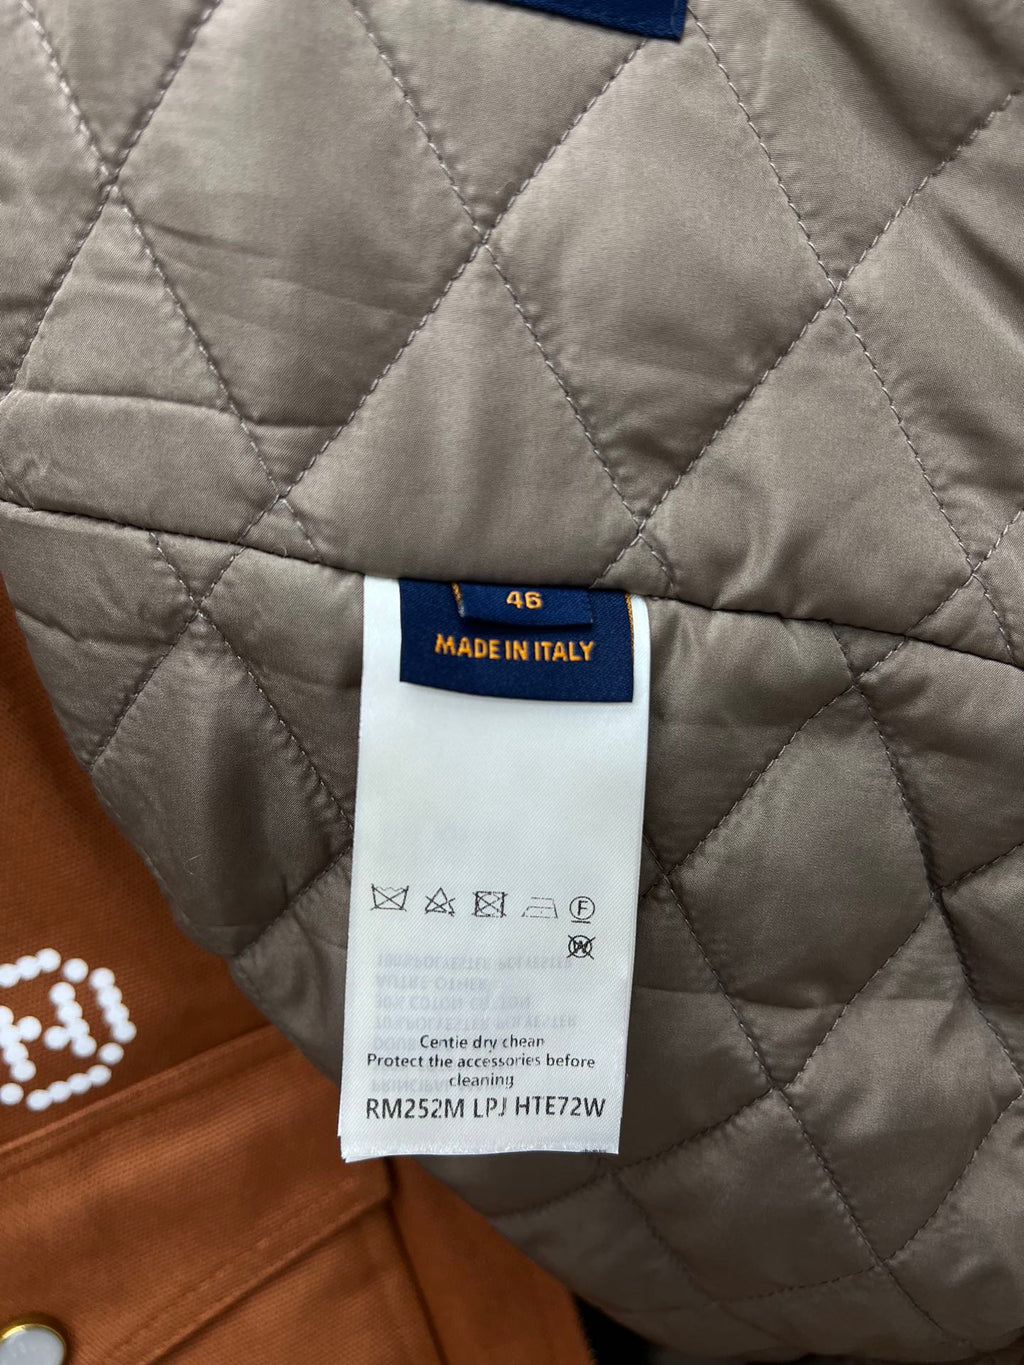 46
MADE IN ITALY
F
W
Centie dry chean
Protect the accessories before
cleaning
RM252M LPJ HTE72W